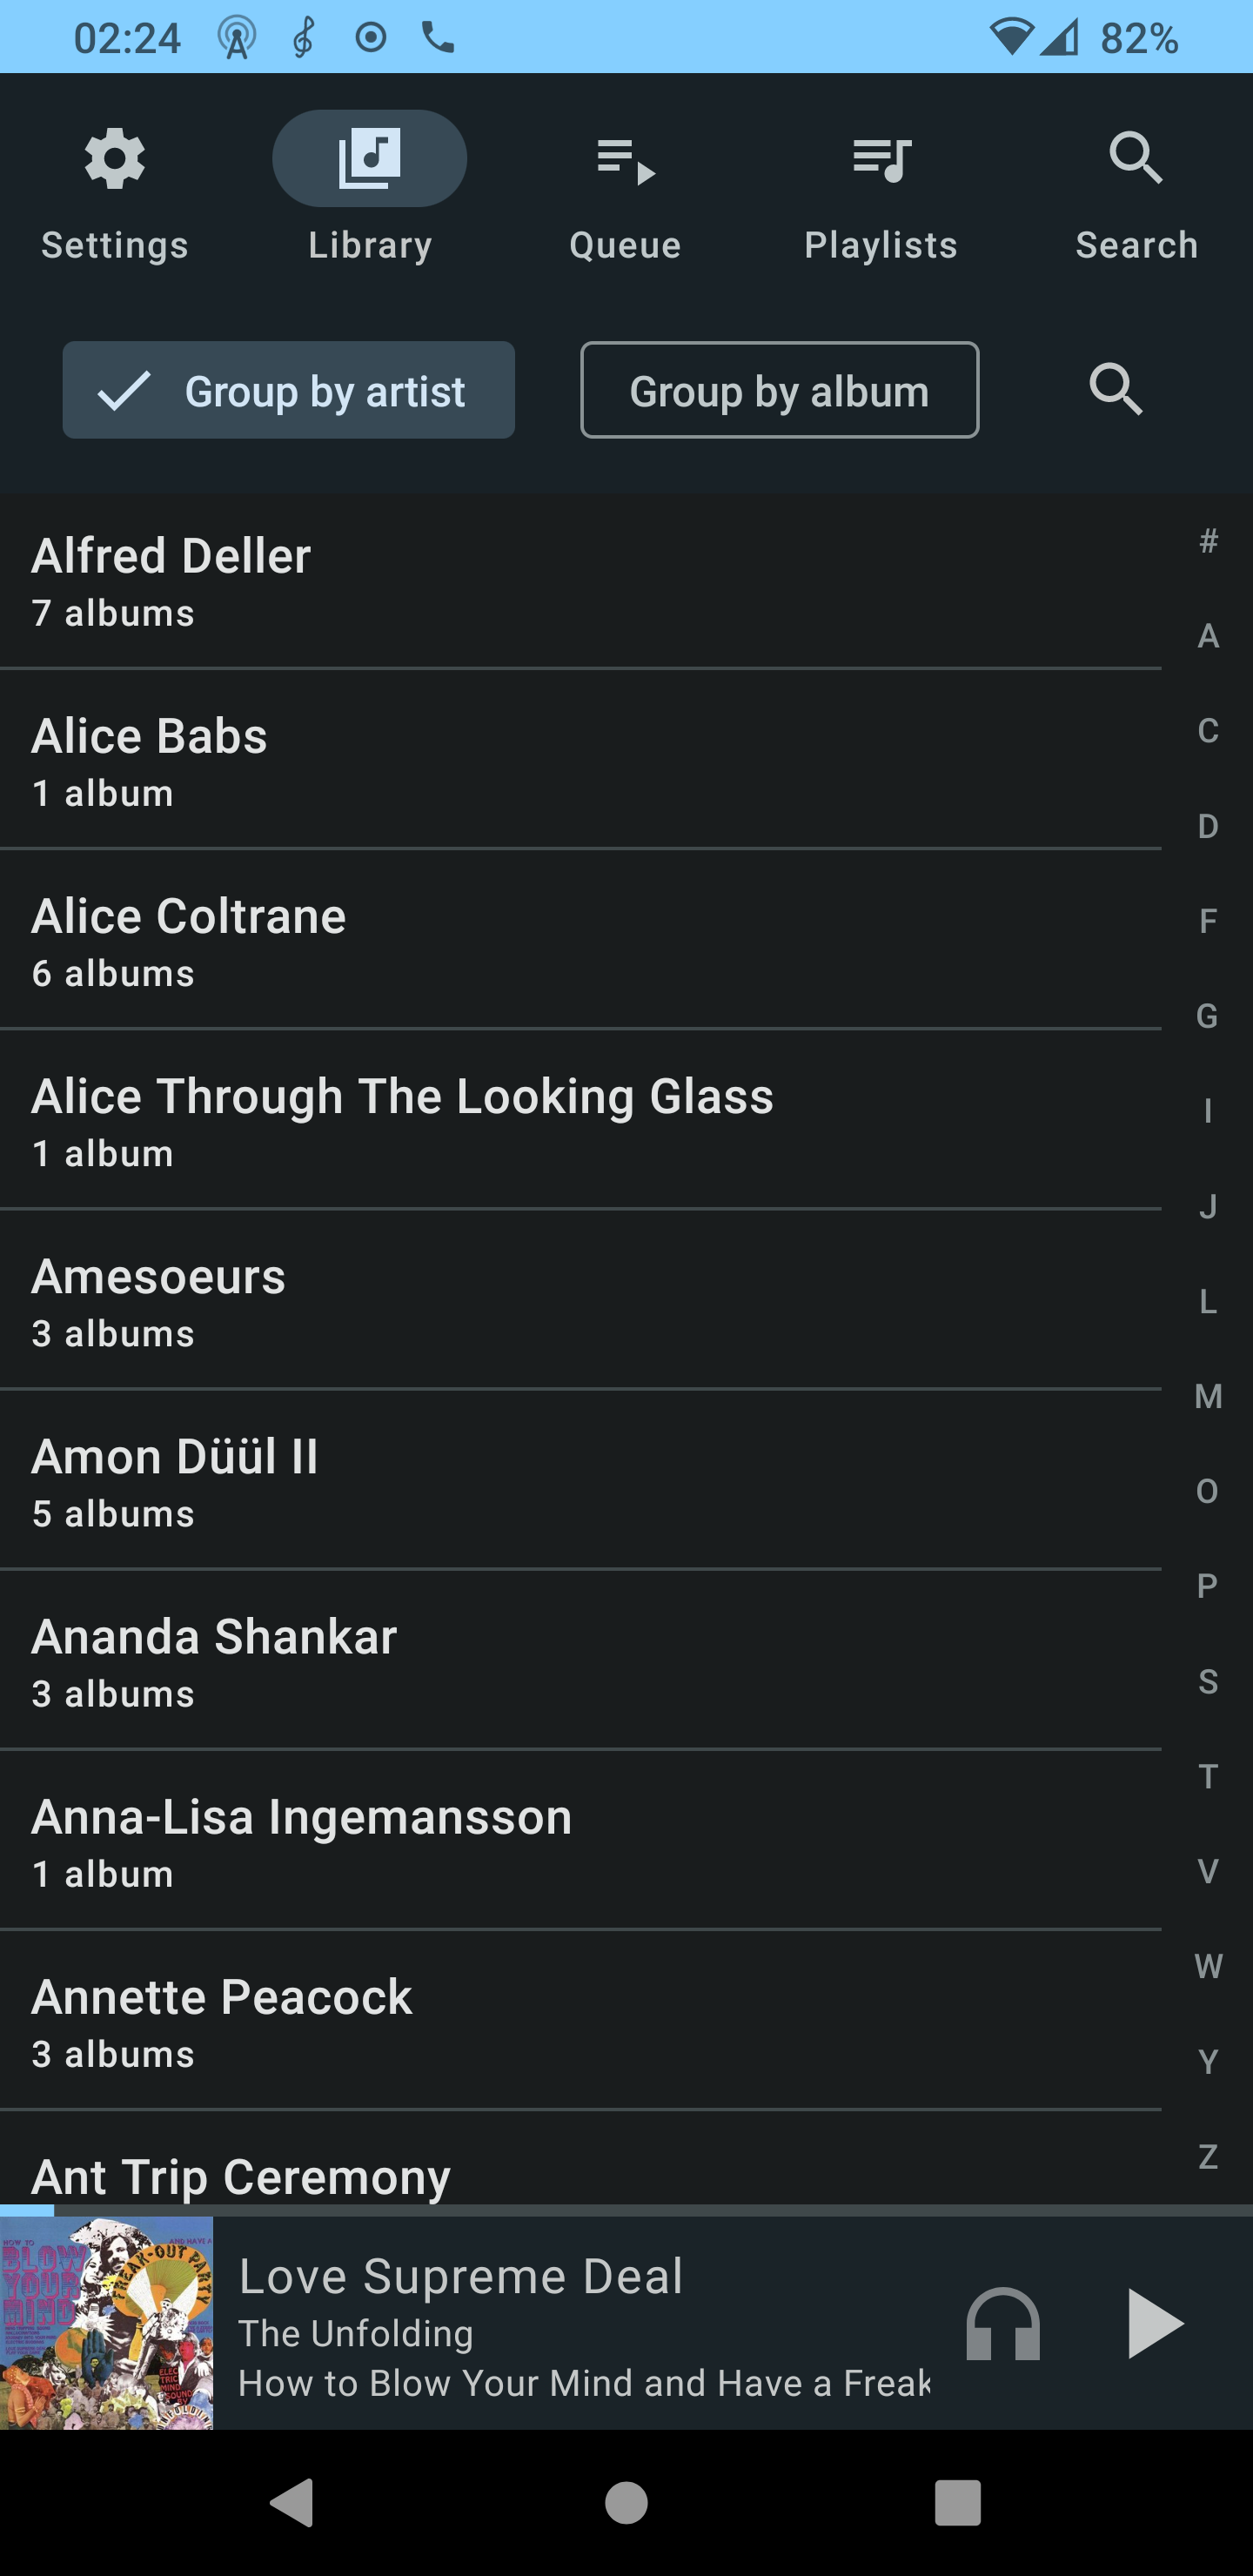 02:24
82%
Settings
Library
Queue
Playlists
Search
Group by artist
Group by album
Alfred Deller
7 albums
Alice Babs
1 album
Alice Coltrane
6 albums
Alice Through The Looking Glass
1 album
Amesoeurs
3 albums
Amon Düül II
5 albums
Ananda Shankar
3 albums
Anna-Lisa Ingemansson
1 album
Annette Peacock
3 albums
Ant Trip Ceremony
#
A
C
D
F
G
I
J
L
M
O
P
S
T
V
W
Y
Z
HOW TO
BLOW
YOUR
MIND
AND HAVE A
FREAK-OUT PARTY
Love Supreme Deal
The Unfolding
How to Blow Your Mind and Have a Freak